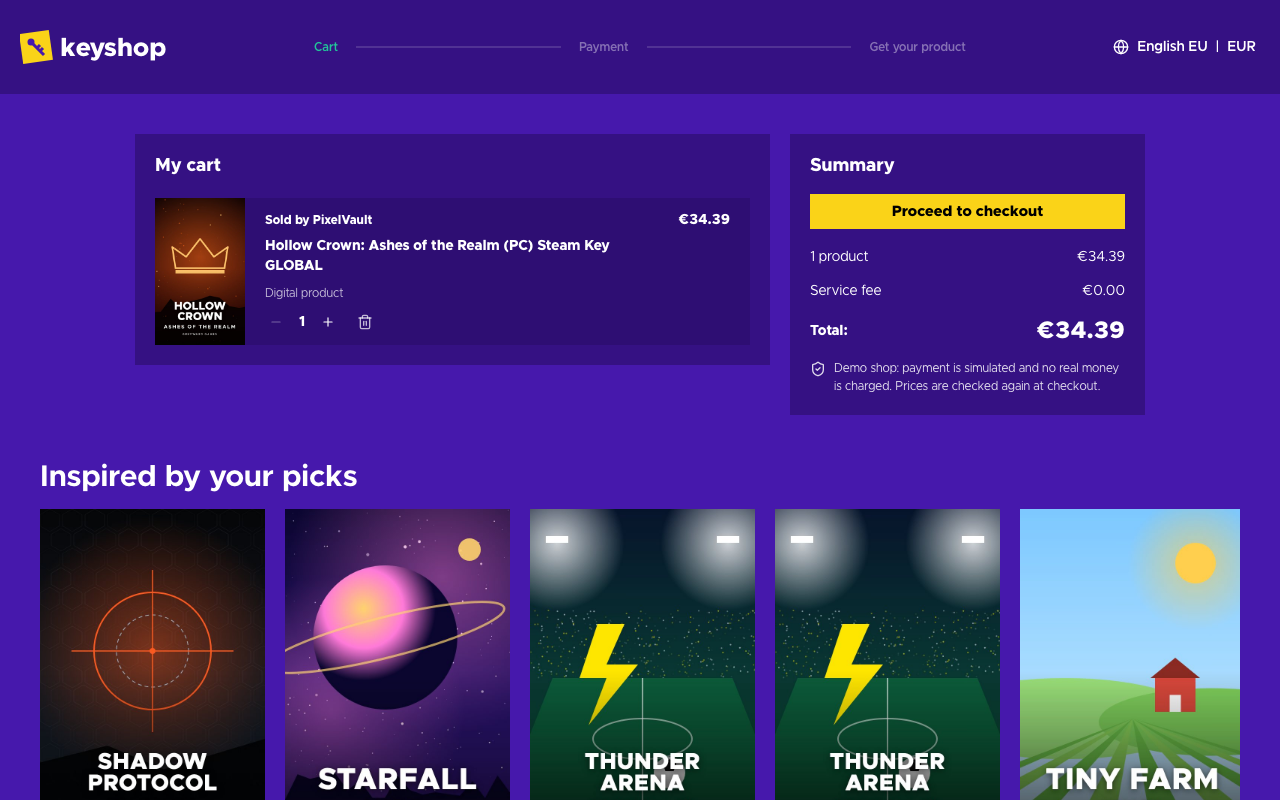 keyshop
Cart
Payment
Get your product
English EU | EUR
My cart
Sold by PixelVault
€34.39
Hollow Crown: Ashes of the Realm (PC) Steam Key
GLOBAL
Digital product
1
HOLLOW
CROWN
ASHES OF THE REALM
Summary
Proceed to checkout
1 product
€34.39
Service fee
€0.00
Total:
€34.39
Demo shop: payment is simulated and no real money
is charged. Prices are checked again at checkout.
Inspired by your picks
SHADOW
PROTOCOL
STARFALL
THUNDER
ARENA
THUNDER
ARENA
TINY FARM